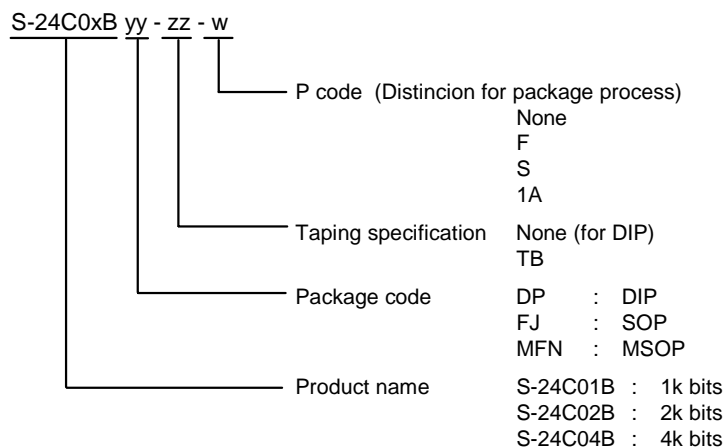 S-24C0xB yy - zz - w
P code (Distincion for package process)
None
F
S
1A
Taping specification None (for DIP)
TB
Package code DP : DIP
FJ : SOP
MFN : MSOP
Product name S-24C01B : 1k bits
S-24C02B : 2k bits
S-24C04B : 4k bits